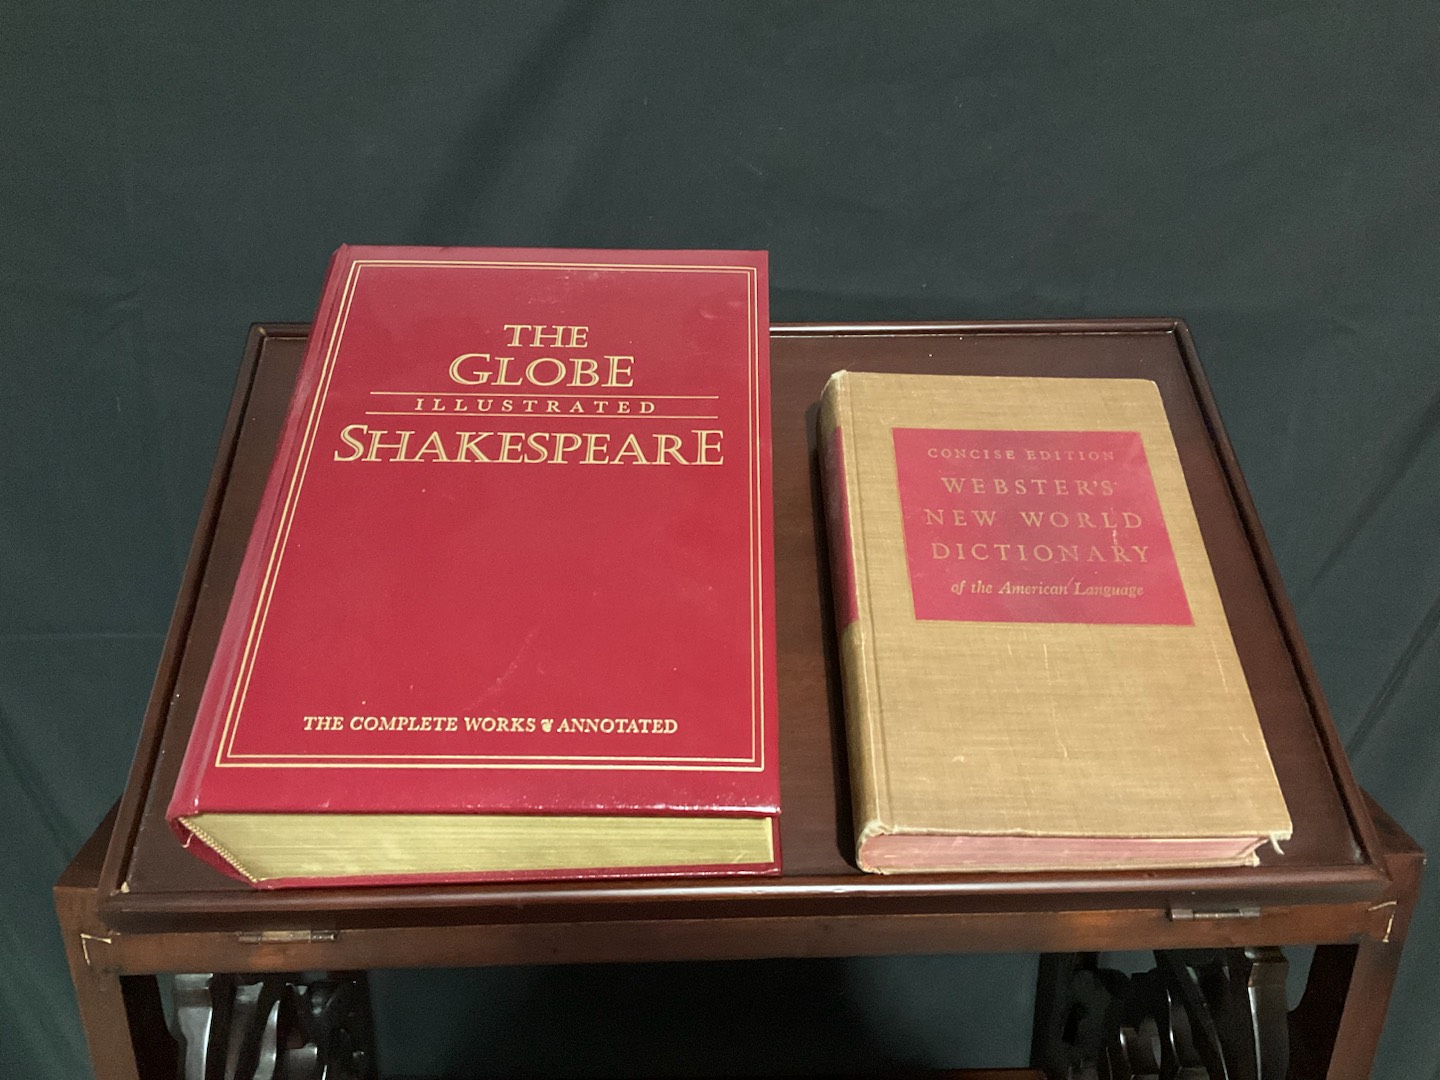 THE
GLOBE
ILLUSTRATED
SHAKESPEARE
THE COMPLETE WORKS ❦ ANNOTATED
CONCISE EDITION
WEBSTER'S
NEW WORLD
DICTIONARY
of the American Language